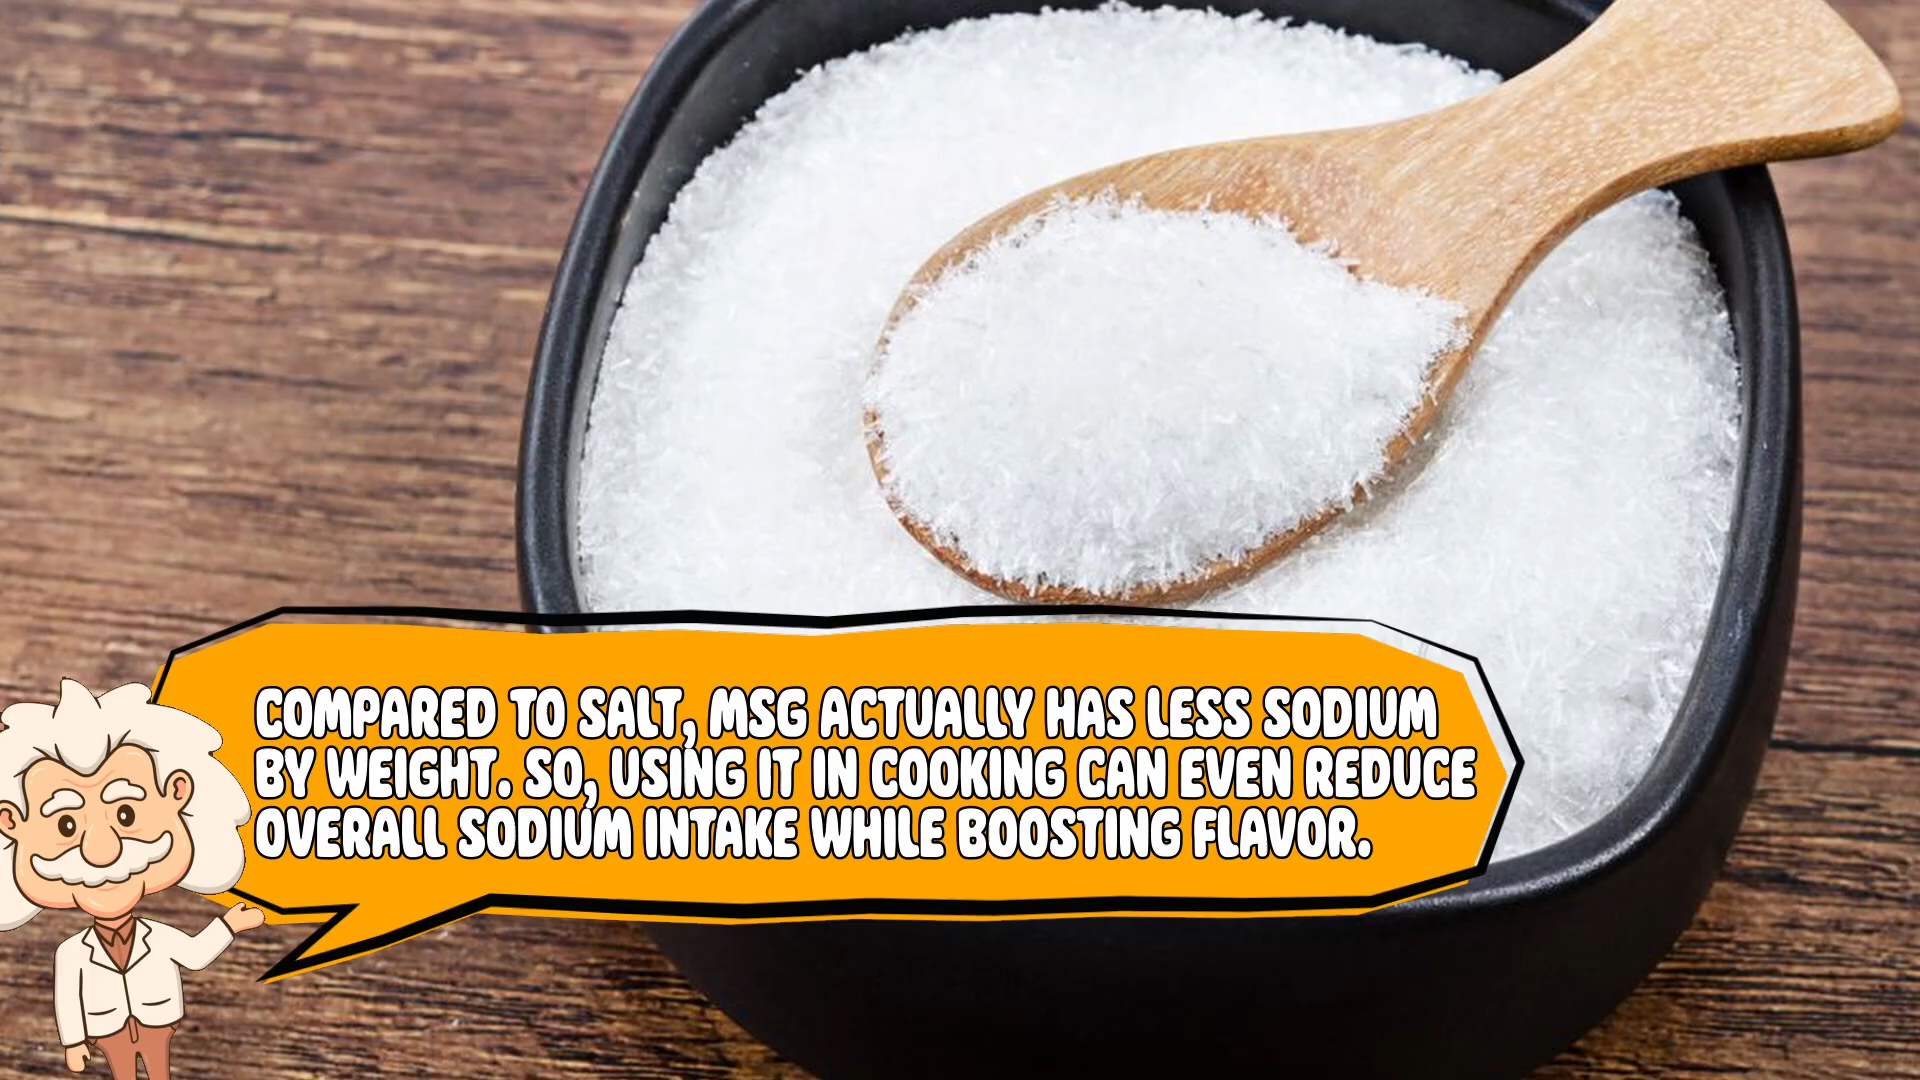 COMPARED TO SALT, MSG ACTUALLY HAS LESS SODIUM
BY WEIGHT. SO, USING IT IN COOKING CAN EVEN REDUCE
OVERALL SODIUM INTAKE WHILE BOOSTING FLAVOR.